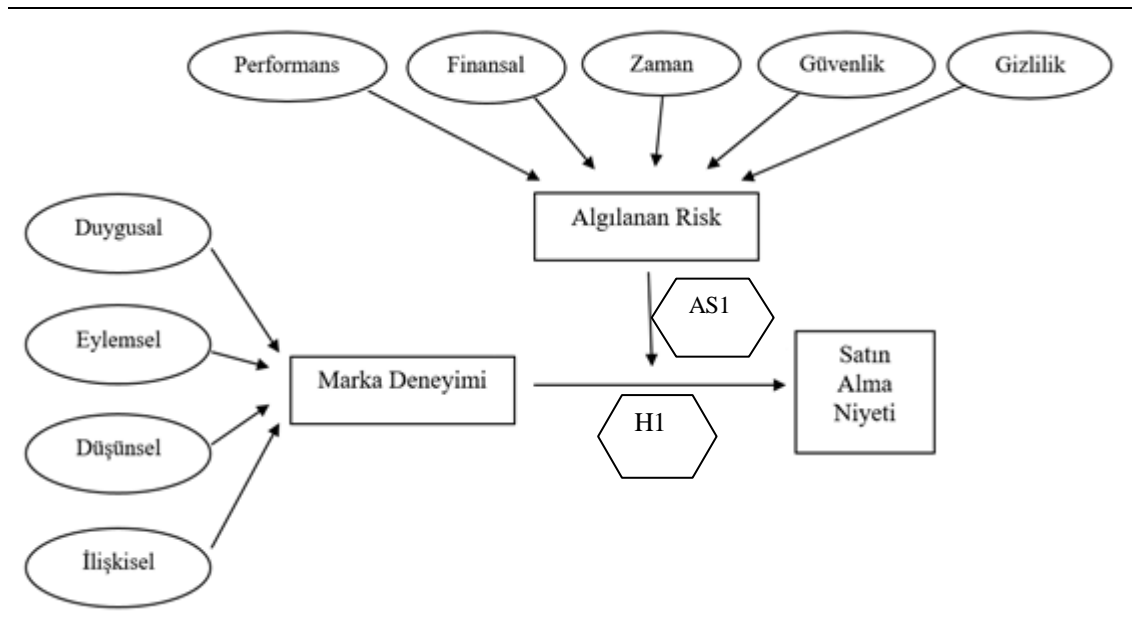 Performans
Finansal
Zaman
Güvenlik
Gizlilik
Algılanan Risk
Duygusal
Eylemsel
Düşünsel
İlişkisel
Marka Deneyimi
AS1
H1
Satın
Alma
Niyeti